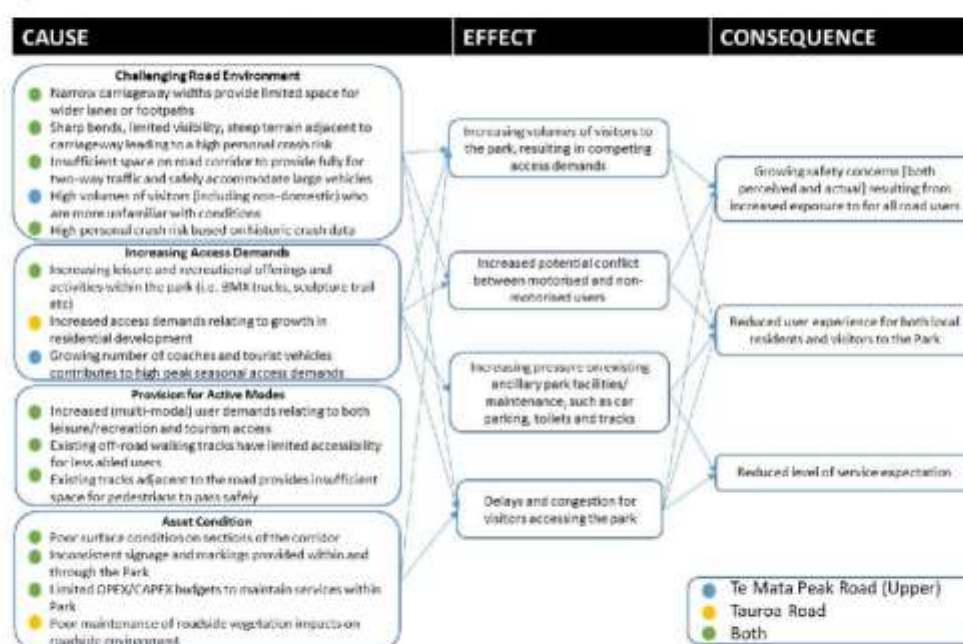 CAUSE
EFFECT
CONSEQUENCE
Challenging Road Environment
Narrow carriageway widths provide limited space for
wider lanes or footpaths
Sharp bends, limited visibility, steep terrain adjacent to
carriageway leading to a high personal crash risk
Insufficient space on road corridor to provide fully for
two-way traffic and safely accommodate large vehicles
High volumes of visitors (including non-domestic) who
are more unfamiliar with conditions
High personal crash risk based on historic crash data
Increasing Access Demands
Increasing leisure and recreational offerings and
activities within the park (i.e. BMX tracks, sculpture trail
etc)
Increased access demands relating to growth in
residential development
Growing number of coaches and tourist vehicles
contributes to high peak seasonal access demands
Provision for Active Modes
Increased (multi-modal) user demands relating to both
leisure/recreation and tourism access
Existing off-road walking tracks have limited accessibility
for less abled users
Existing tracks adjacent to the road provides insufficient
space for pedestrians to pass safely
Asset Condition
Poor surface condition on sections of the corridor
Inconsistent signage and markings provided within and
through the Park
Limited OPEX/CAPEX budgets to maintain services within
Park
Poor maintenance of roadside vegetation impacts on
roadside environment
Increasing volumes of visitors to
the park, resulting in competing
access demands
Increased potential conflict
between motorised and non-
motorised users
Increasing pressure on existing
ancillary park facilities/
maintenance, such as car
parking, toilets and tracks
Delays and congestion for
visitors accessing the park
Growing safety concerns (both
perceived and actual) resulting from
increased exposure to for all road users
Reduced user experience for both local
residents and visitors to the Park
Reduced level of service expectation
Te Mata Peak Road (Upper)
Tauroa Road
Both